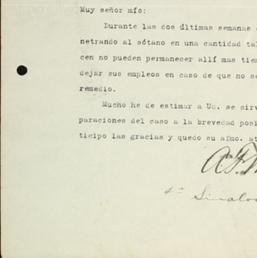 Muy señor mío:
Durante las dos últimas semanas
netrando al sótano en una cantidad tal
cen no pueden permanecer allí mas tiem
dejar sus empleos en caso de que no se
remedio.
Mucho he de estimar a Ud. se sirv
paraciones del caso a la brevedad posi
ticipo las gracias y quedo su afmo. at
Sinaloa